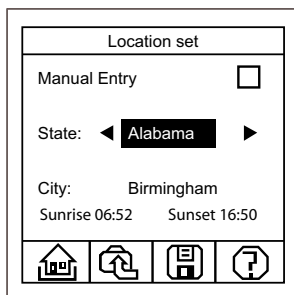 Location set
Manual Entry
State: Alabama
City: Birmingham
Sunrise 06:52 Sunset 16:50
?